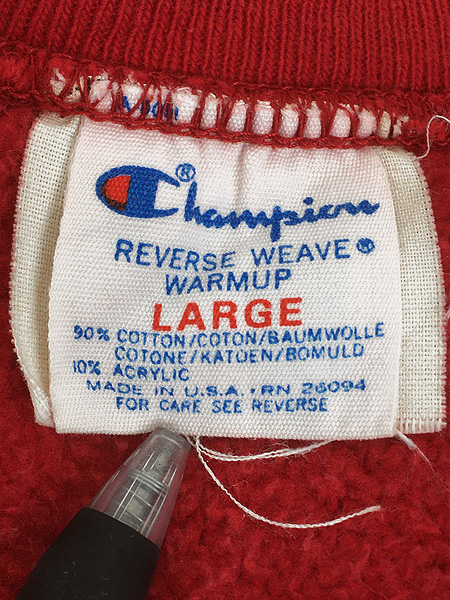 Champion®
REVERSE WEAVE®
WARMUP
LARGE
90% COTTON/COTON/BAUMWOLLE
COTONE/KATOEN/BOMULD
10% ACRYLIC
MADE IN U.S.A. · RN 26094
FOR CARE SEE REVERSE